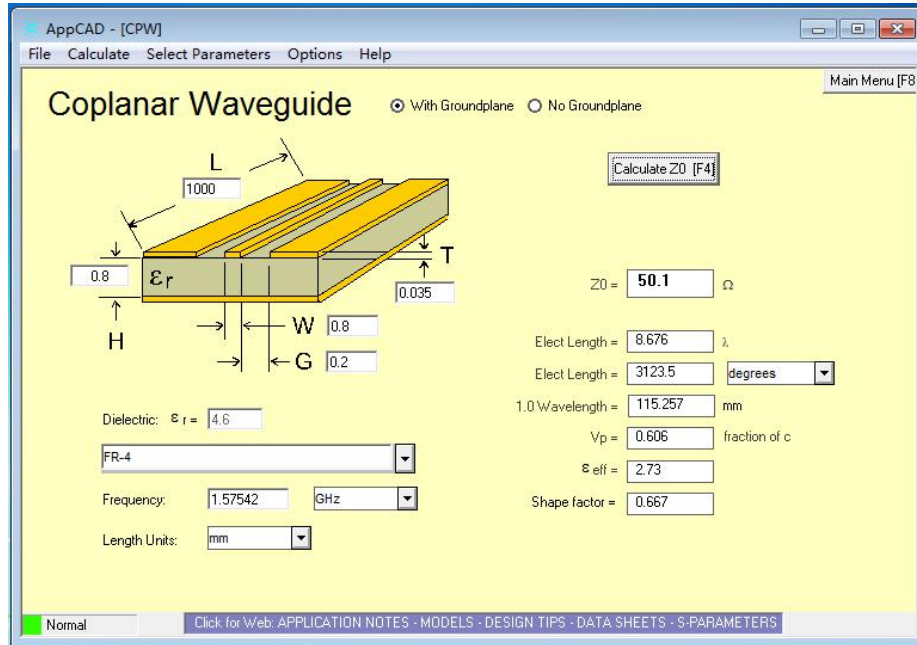 AppCAD - [CPW]
File Calculate Select Parameters Options Help
Main Menu [F8
Coplanar Waveguide
With Groundplane No Groundplane
Calculate Z0 [F4]
L
1000
0.8
εr
T
0.035
H
W 0.8
G 0.2
Z0 = 50.1 Ω
Elect Length = 8.676 λ
Elect Length = 3123.5 degrees
1.0 Wavelength = 115.257 mm
Vp = 0.606 fraction of c
ε eff = 2.73
Shape factor = 0.667
Dielectric: ε r = 4.6
FR-4
Frequency: 1.57542 GHz
Length Units: mm
Normal
Click for Web: APPLICATION NOTES - MODELS - DESIGN TIPS - DATA SHEETS - S-PARAMETERS